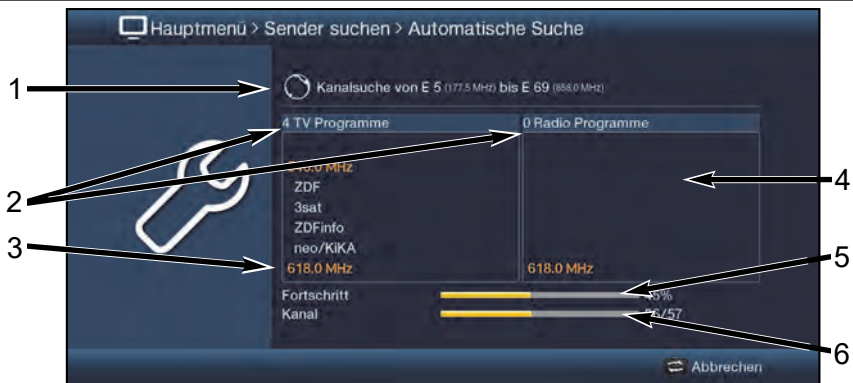 Hauptmenü > Sender suchen > Automatische Suche
1
Kanalsuche von E 5 (177.5 MHz) bis E 69 (858.0 MHz)
4 TV Programme
0 Radio Programme
2
ZDF
3sat
ZDFinfo
neo/KiKA
4
3
618.0 MHz
618.0 MHz
5
Fortschritt
Kanal
6
Abbrechen